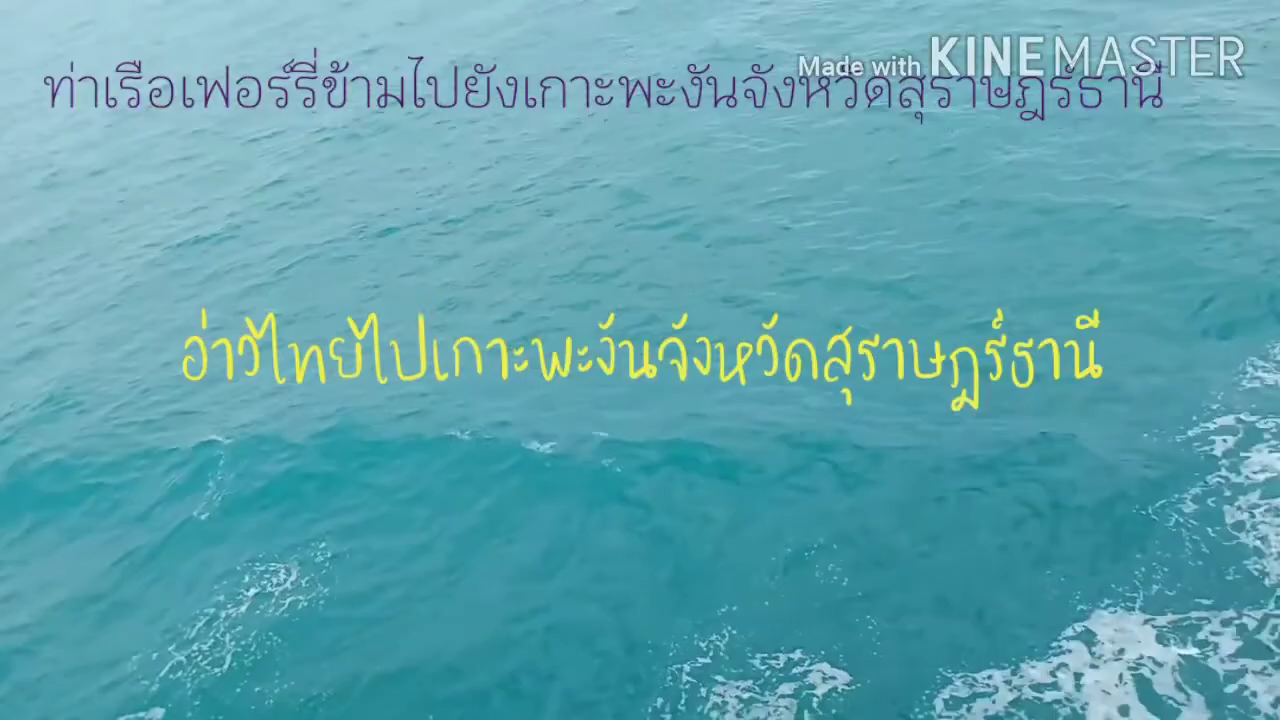 Made with KINEMASTER
ท่าเรือเฟอร์รี่ข้ามไปยังเกาะพะงันจังหวัดสุราษฎร์ธานี
อ่าวไทยไปเกาะพะงันจังหวัดสุราษฎร์ธานี